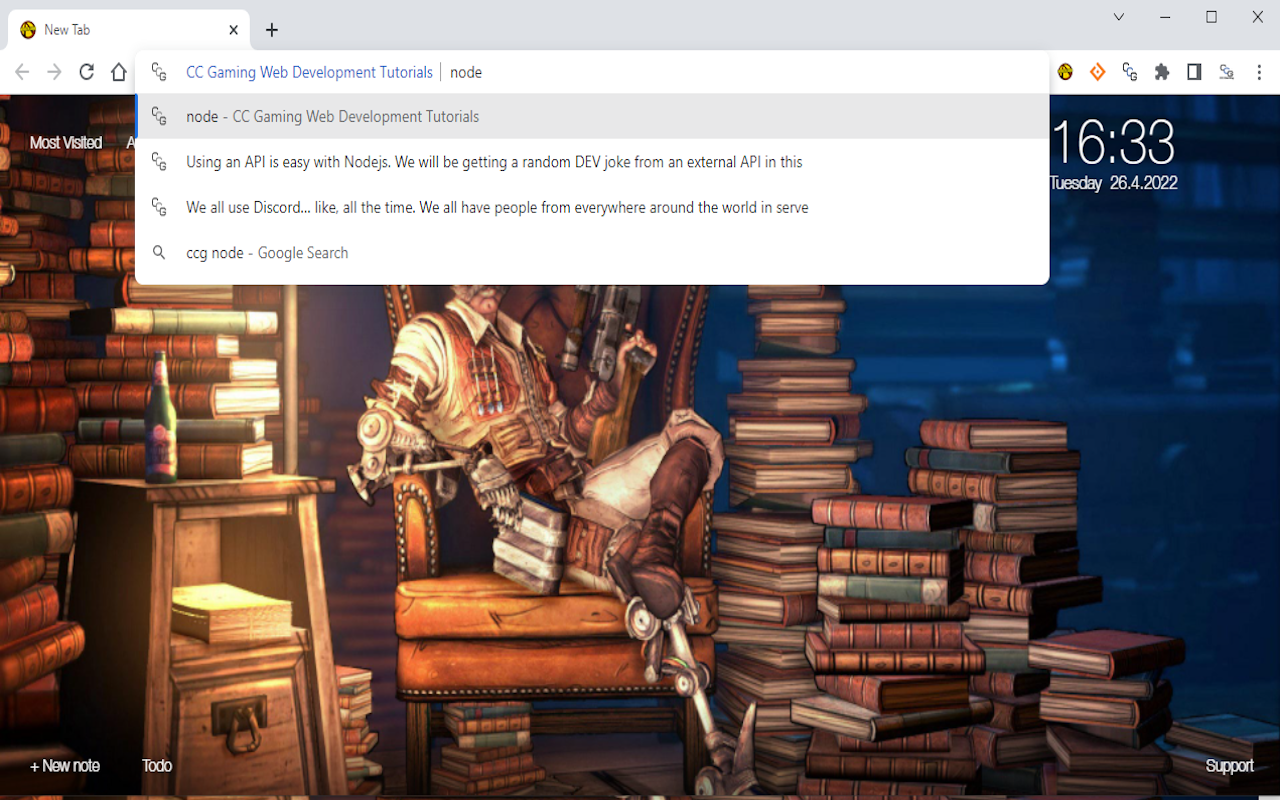 New Tab
CC Gaming Web Development Tutorials node
node - CC Gaming Web Development Tutorials
Using an API is easy with Nodejs. We will be getting a random DEV joke from an external API in this
We all use Discord... like, all the time. We all have people from everywhere around the world in serve
ccg node - Google Search
Most Visited
A
16:33
Tuesday 26.4.2022
+ New note
Todo
Support